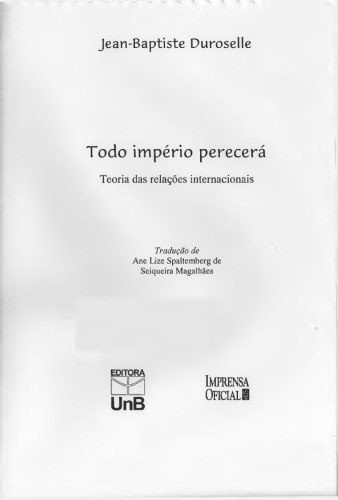 Jean-Baptiste Duroselle
Todo império perecerá
Teoria das relações internacionais
Tradução de
Ane Lize Spaltemberg de
Seiqueira Magalhães
EDITORA
UnB
IMPRENSA
OFICIAL